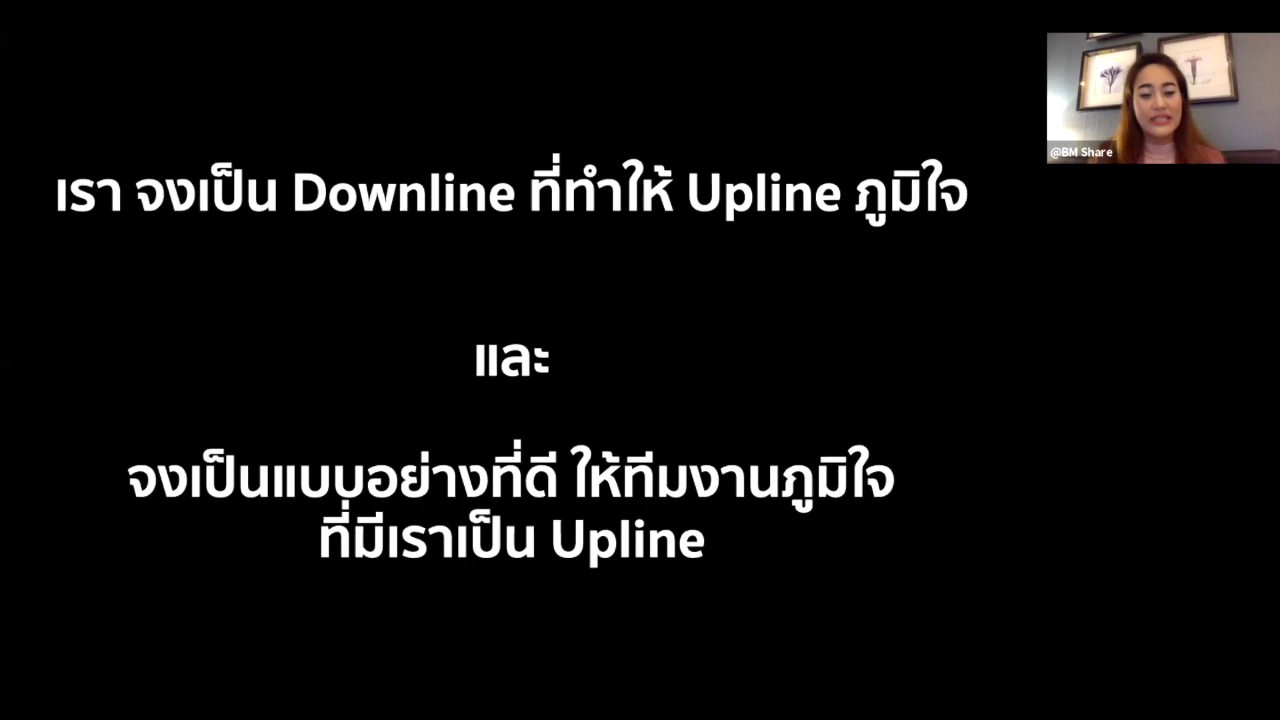 เรา จงเป็น Downline ที่ทำให้ Upline ภูมิใจ
@BM Share
และ
จงเป็นแบบอย่างที่ดี ให้ทีมงานภูมิใจ
ที่มีเราเป็น Upline